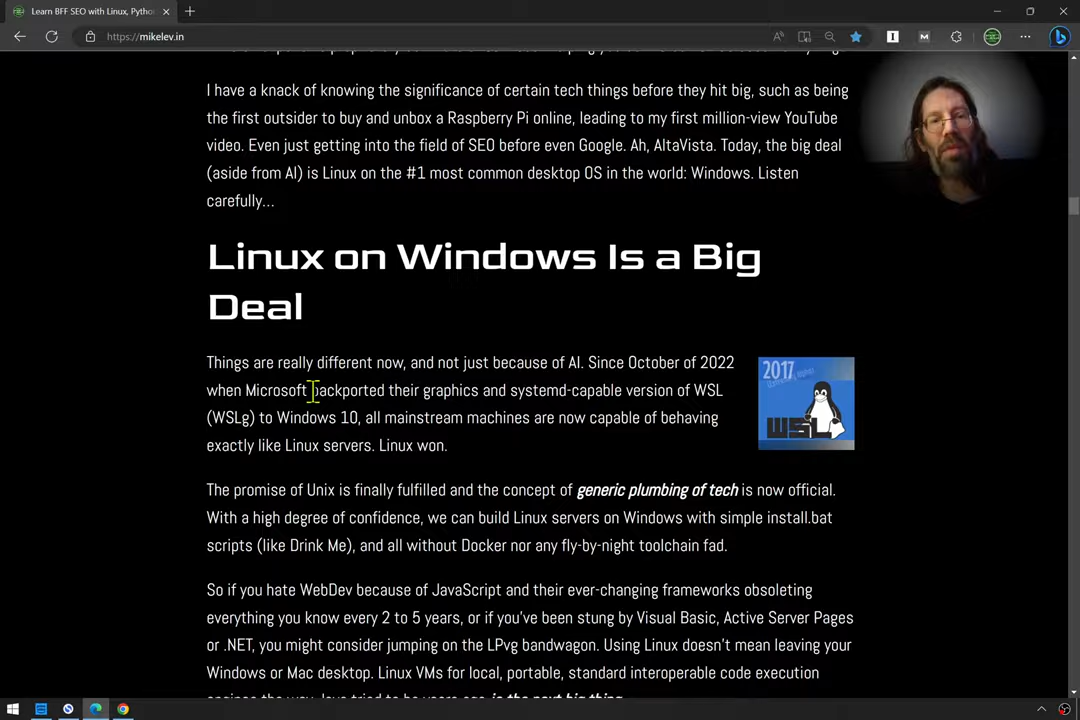 Learn BFF SEO with Linux, Pytho
https://mikelev.in
I have a knack of knowing the significance of certain tech things before they hit big, such as being
the first outsider to buy and unbox a Raspberry Pi online, leading to my first million-view YouTube
video. Even just getting into the field of SEO before even Google. Ah, AltaVista. Today, the big deal
(aside from AI) is Linux on the #1 most common desktop OS in the world: Windows. Listen
carefully...
Linux on Windows Is a Big
Deal
Things are really different now, and not just because of AI. Since October of 2022
when Microsoft backported their graphics and systemd-capable version of WSL
(WSLg) to Windows 10, all mainstream machines are now capable of behaving
exactly like Linux servers. Linux won.
2017
WSL
The promise of Unix is finally fulfilled and the concept of generic plumbing of tech is now official.
With a high degree of confidence, we can build Linux servers on Windows with simple install.bat
scripts (like Drink Me), and all without Docker nor any fly-by-night toolchain fad.
So if you hate WebDev because of JavaScript and their ever-changing frameworks obsoleting
everything you know every 2 to 5 years, or if you've been stung by Visual Basic, Active Server Pages
or .NET, you might consider jumping on the LPvg bandwagon. Using Linux doesn't mean leaving your
Windows or Mac desktop. Linux VMs for local, portable, standard interoperable code execution
is the next big thing